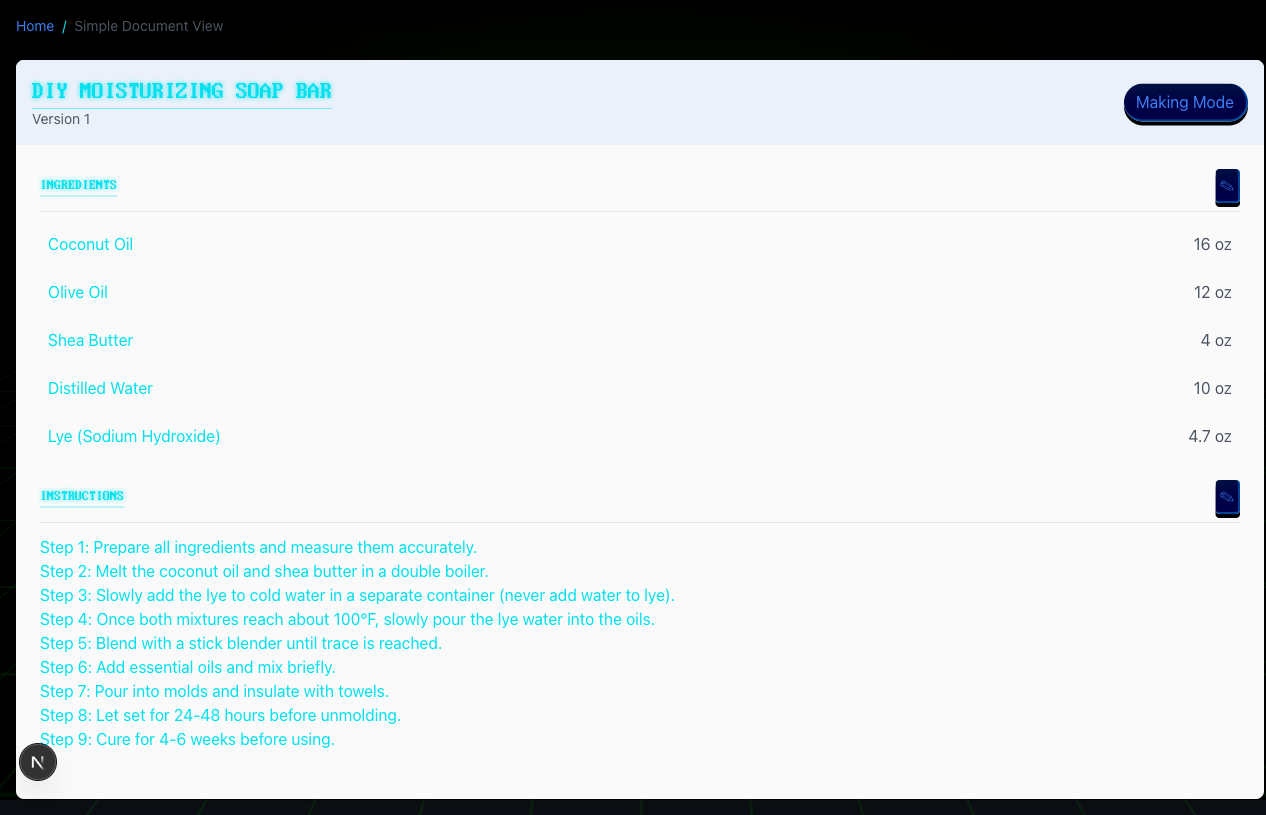 Home / Simple Document View
DIY MOISTURIZING SOAP BAR
Version 1
Making Mode
INGREDIENTS
✎
Coconut Oil 16 oz
Olive Oil 12 oz
Shea Butter 4 oz
Distilled Water 10 oz
Lye (Sodium Hydroxide) 4.7 oz
INSTRUCTIONS
✎
Step 1: Prepare all ingredients and measure them accurately.
Step 2: Melt the coconut oil and shea butter in a double boiler.
Step 3: Slowly add the lye to cold water in a separate container (never add water to lye).
Step 4: Once both mixtures reach about 100°F, slowly pour the lye water into the oils.
Step 5: Blend with a stick blender until trace is reached.
Step 6: Add essential oils and mix briefly.
Step 7: Pour into molds and insulate with towels.
Step 8: Let set for 24-48 hours before unmolding.
Step 9: Cure for 4-6 weeks before using.
N